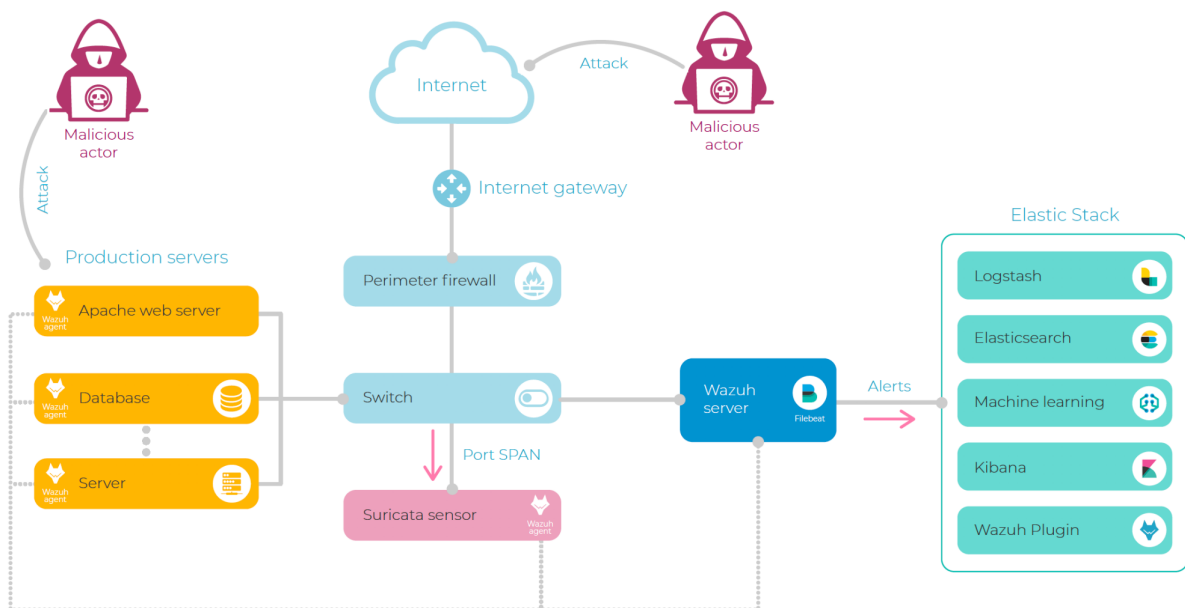 Malicious
actor
Attack
Internet
Attack
Malicious
actor
Internet gateway
Production servers
Wazuh
agent
Apache web server
Wazuh
agent
Database
Wazuh
agent
Server
Perimeter firewall
Switch
Port SPAN
Suricata sensor
Wazuh
agent
Wazuh
server
Filebeat
Alerts
Elastic Stack
Logstash
Elasticsearch
Machine learning
Kibana
Wazuh Plugin